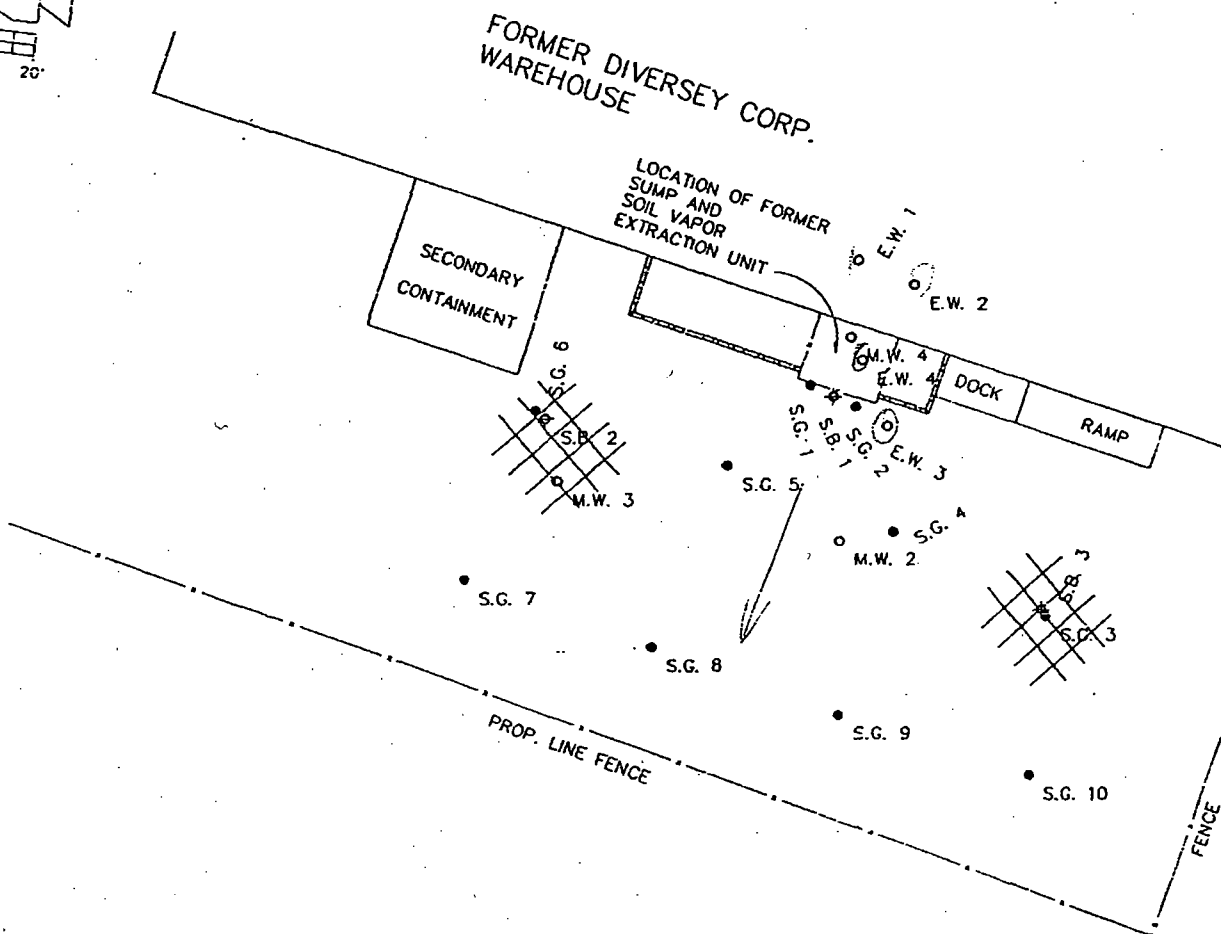 20'
FORMER DIVERSEY CORP.
WAREHOUSE
LOCATION OF FORMER
SUMP AND
SOIL VAPOR
EXTRACTION UNIT
E.W. 1
E.W. 2
SECONDARY
CONTAINMENT
M.W. 4
E.W. 4
DOCK
RAMP
S.G. 6
S.B. 2
M.W. 3
S.G. 1
S.B. 1
S.G. 2
E.W. 3
S.G. 5
S.G. 4
M.W. 2
S.B. 3
S.G. 3
S.G. 7
S.G. 8
S.G. 9
S.G. 10
PROP. LINE FENCE
FENCE